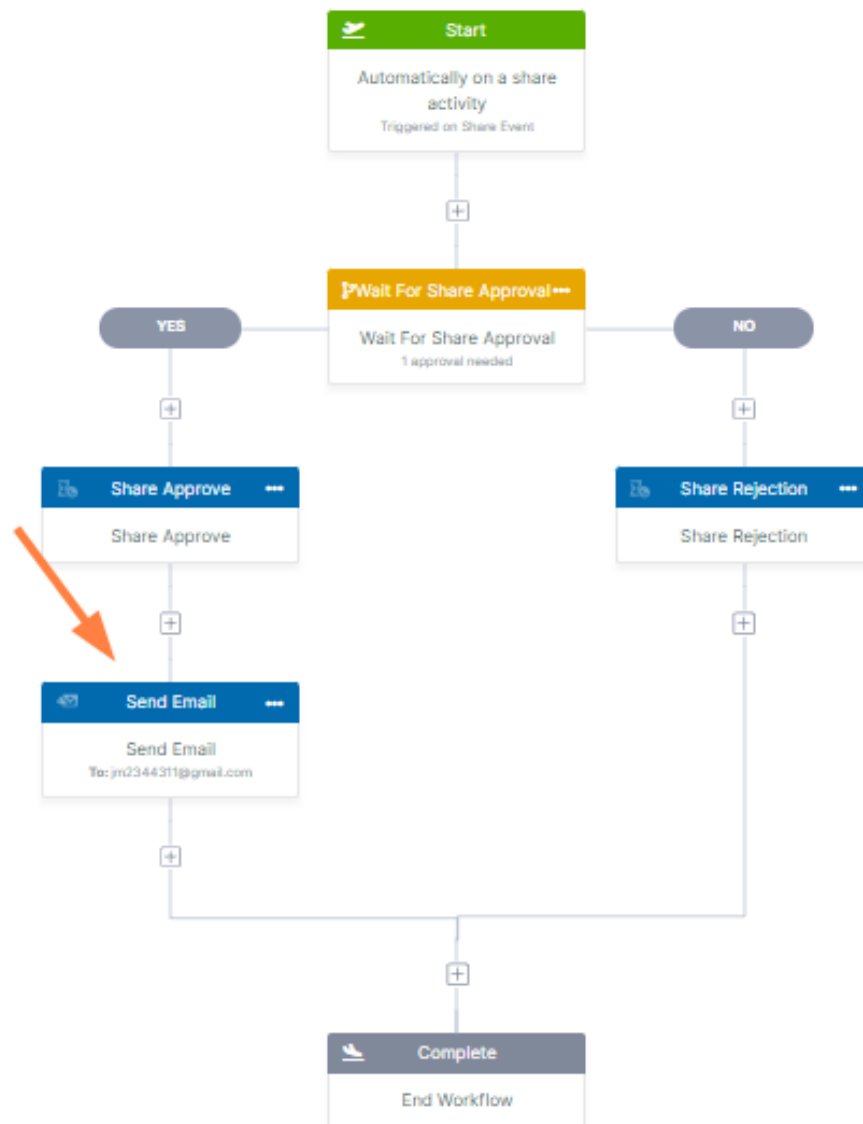 Start
Automatically on a share
activity
Triggered on Share Event
Wait For Share Approval
YES
Wait For Share Approval
1 approval needed
NO
Share Approve
Share Approve
Share Rejection
Share Rejection
Send Email
Send Email
To: jm2344311@gmail.com
Complete
End Workflow